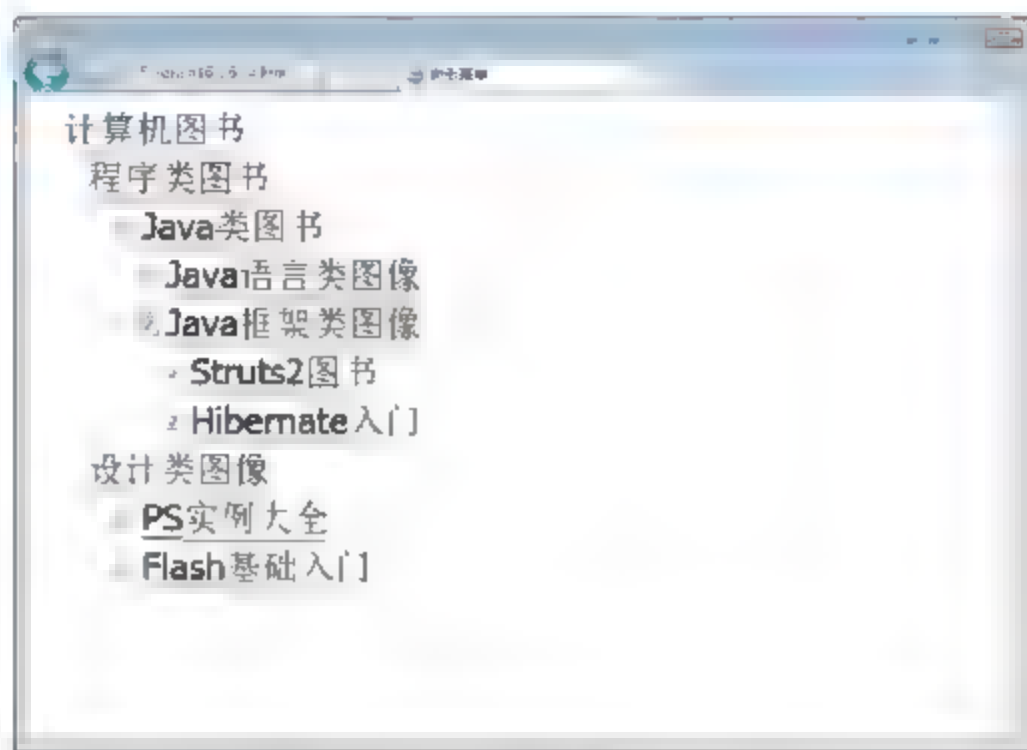 计算机图书
程序类图书
Java类图书
Java语言类图像
Java框架类图像
Struts2图书
2 Hibernate入门
设计类图像
PS实例大全
Flash基础入门